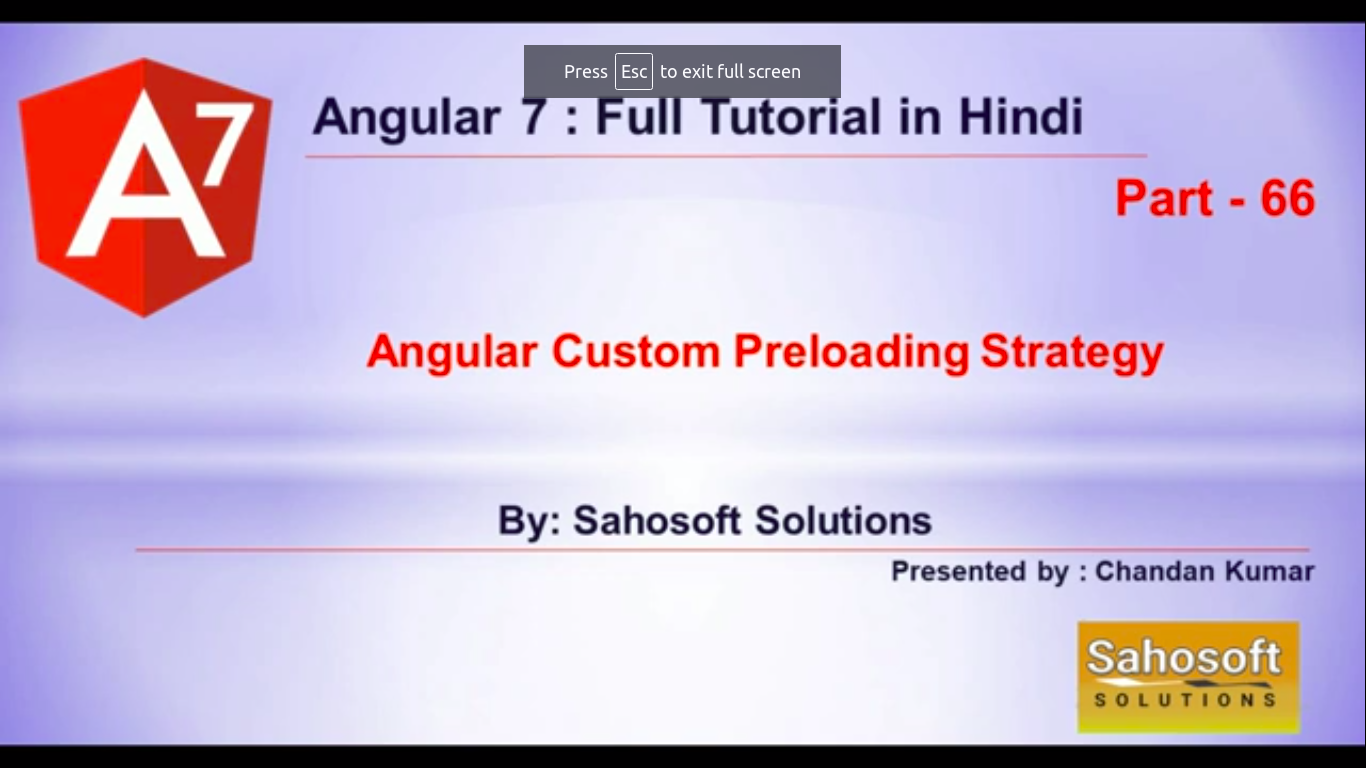 Press Esc to exit full screen
A7
Angular 7 : Full Tutorial in Hindi
Part - 66
Angular Custom Preloading Strategy
By: Sahosoft Solutions
Presented by : Chandan Kumar
Sahosoft
SOLUTIONS